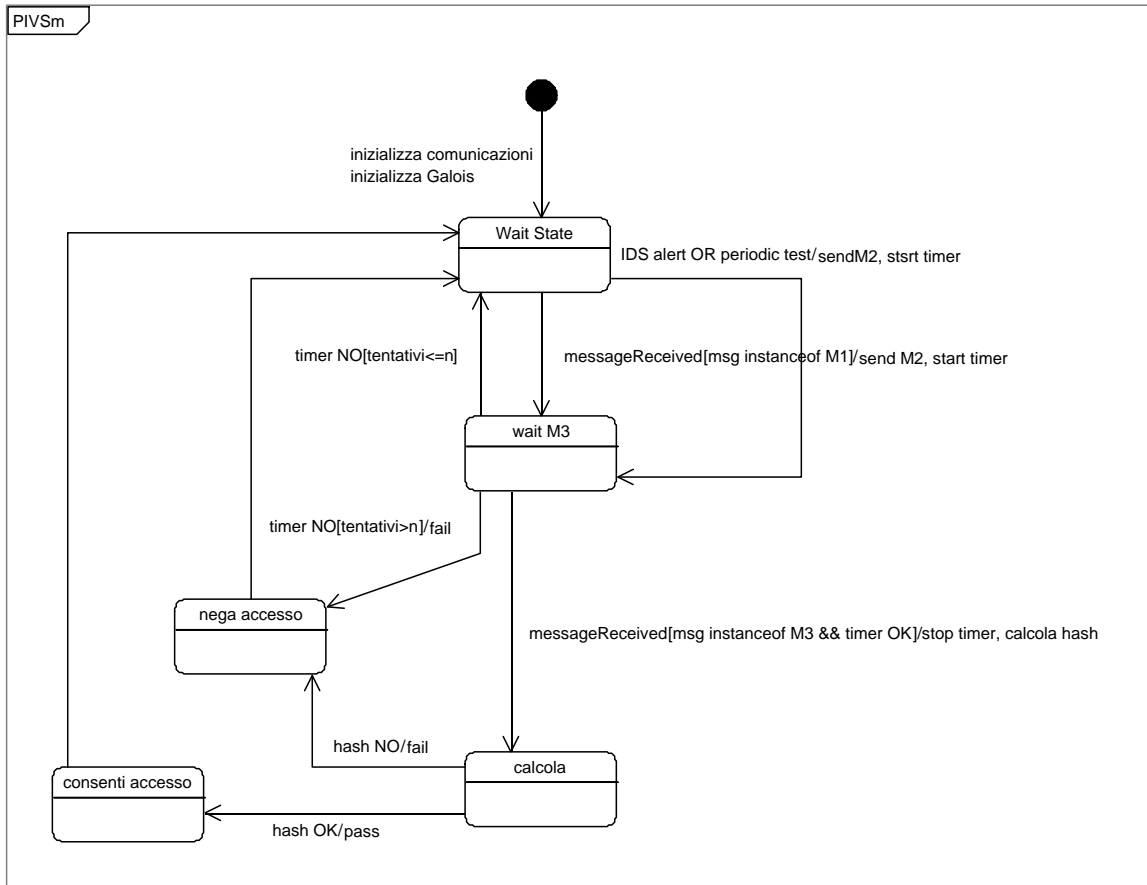 PIVSm
inizializza comunicazioni
inizializza Galois
Wait State
IDS alert OR periodic test/sendM2, stsrt timer
timer NO[tentativi<=n]
messageReceived[msg instanceof M1]/send M2, start timer
wait M3
timer NO[tentativi>n]/fail
nega accesso
messageReceived[msg instanceof M3 && timer OK]/stop timer, calcola hash
hash NO/fail
calcola
consenti accesso
hash OK/pass